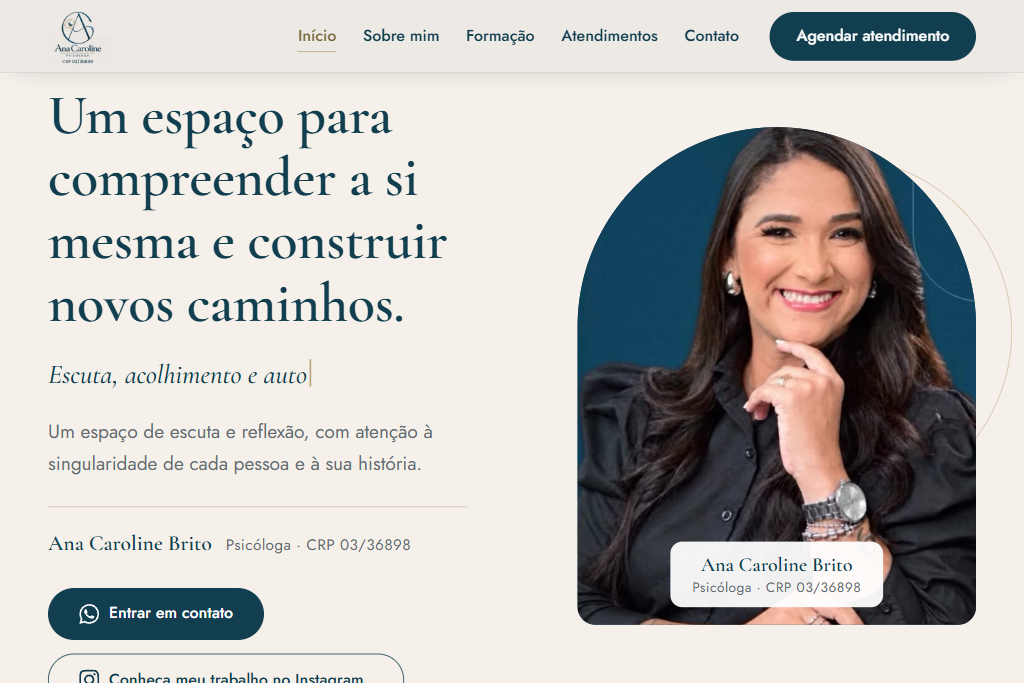 Ana Caroline
PSICÓLOGA
CRP 03/36898
Início
Sobre mim
Formação
Atendimentos
Contato
Agendar atendimento
Um espaço para
compreender a si
mesma e construir
novos caminhos.
Escuta, acolhimento e auto
Um espaço de escuta e reflexão, com atenção à
singularidade de cada pessoa e à sua história.
Ana Caroline Brito Psicóloga · CRP 03/36898
Entrar em contato
Conheça meu trabalho no Instagram
Ana Caroline Brito
Psicóloga · CRP 03/36898